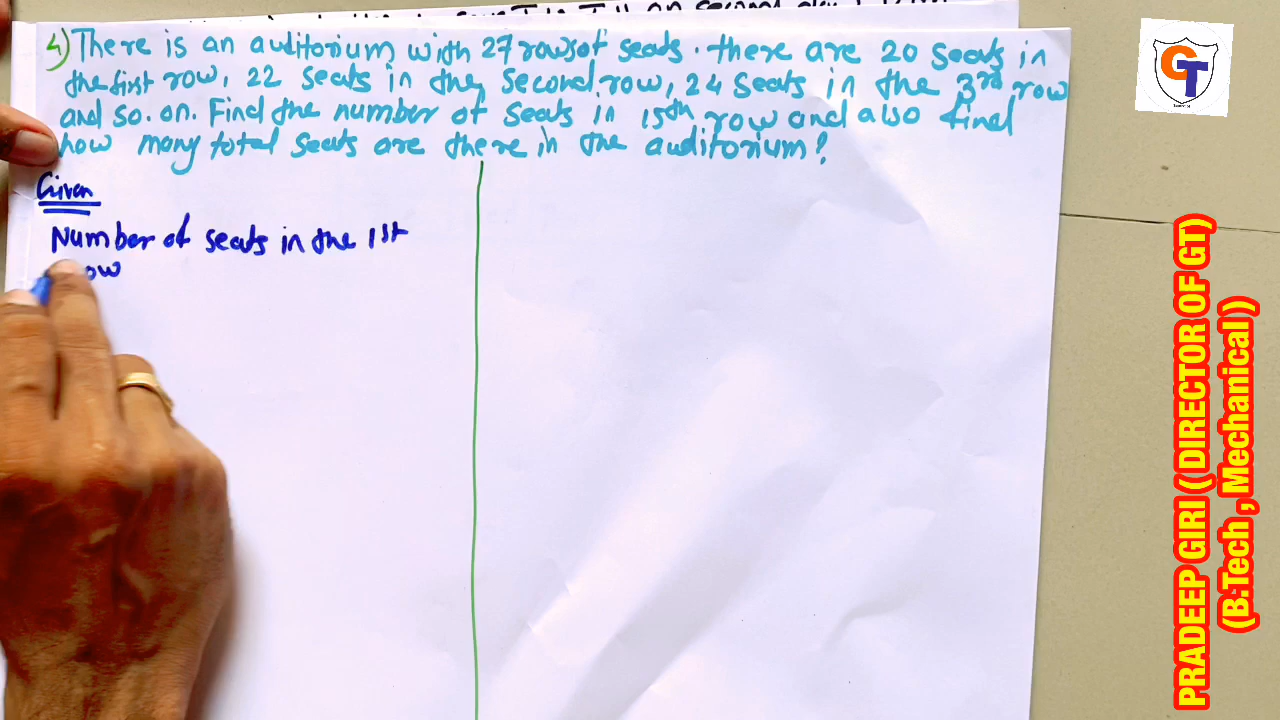 on second day
4) There is an auditorium with 27 rows of seats. there are 20 seats in
the first row, 22 seats in the second row, 24 seats in the 3rd row
and so. on. Find the number of seats in 15th row and also find
how many total seats are there in the auditorium?
Given
Number of seats in the 1st
row
GT
PRADEEP GIRI ( DIRECTOR OF GT)
(B.Tech , Mechanical )